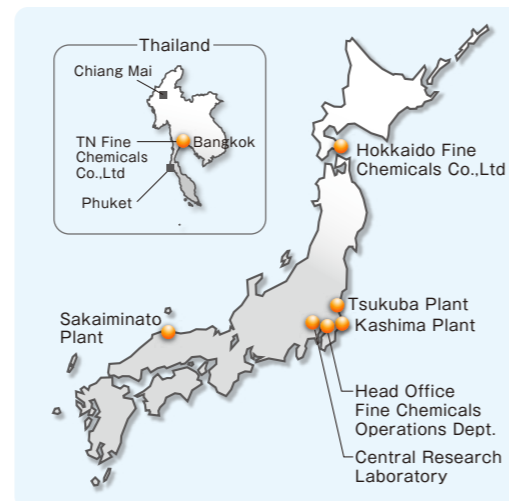 Thailand
Chiang Mai
TN Fine
Chemicals
Co.,Ltd
Bangkok
Phuket
Hokkaido Fine
Chemicals Co.,Ltd
Tsukuba Plant
Kashima Plant
Sakaiminato
Plant
Head Office
Fine Chemicals
Operations Dept.
Central Research
Laboratory